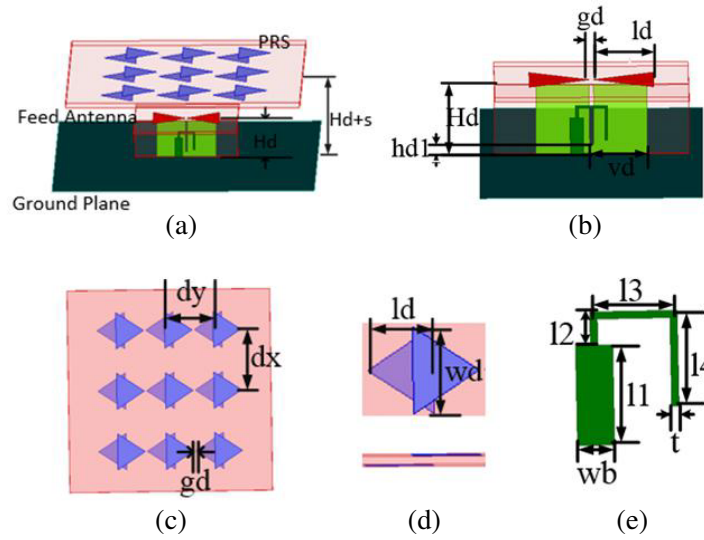 PRS
Feed Antenna
Hd
Hd+s
Ground Plane
(a)
gd
ld
Hd
hd1
vd
(b)
dy
dx
gd
(c)
ld
wd
(d)
l3
l2
l4
l1
t
wb
(e)